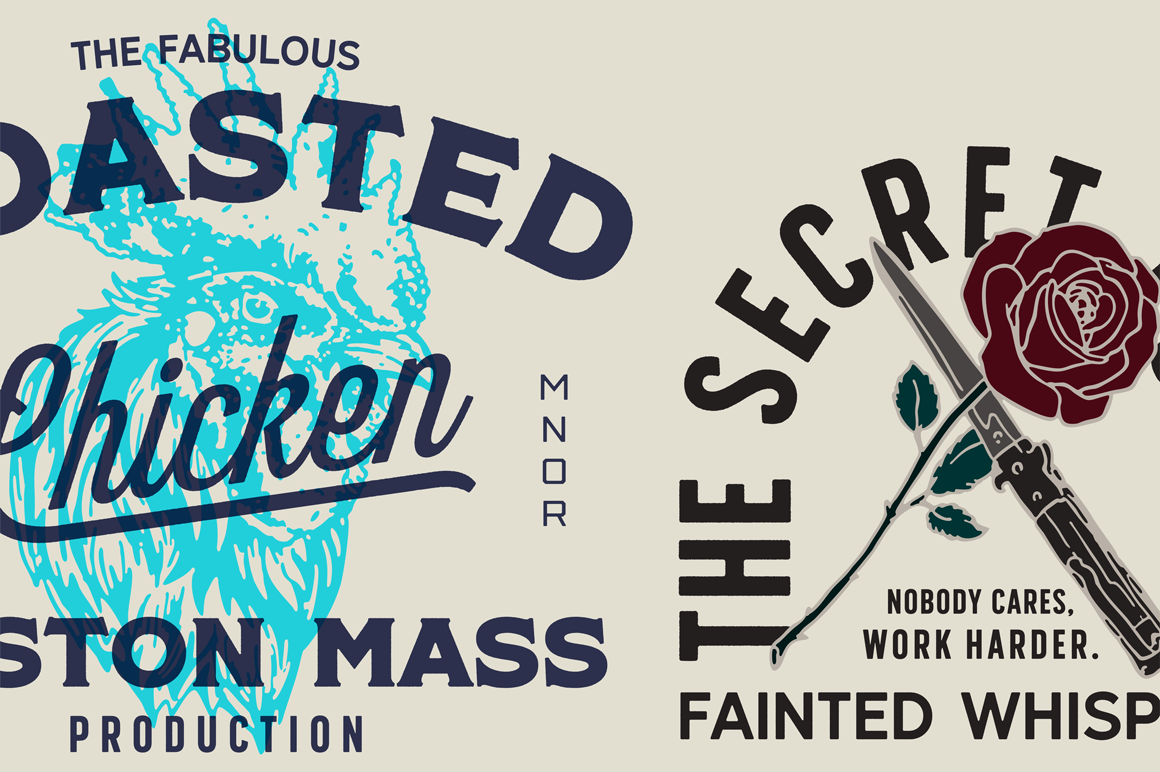 THE FABULOUS
OASTED
Chicken
MNOR
STON MASS
PRODUCTION
THE SECRET
NOBODY CARES,
WORK HARDER.
FAINTED WHISP